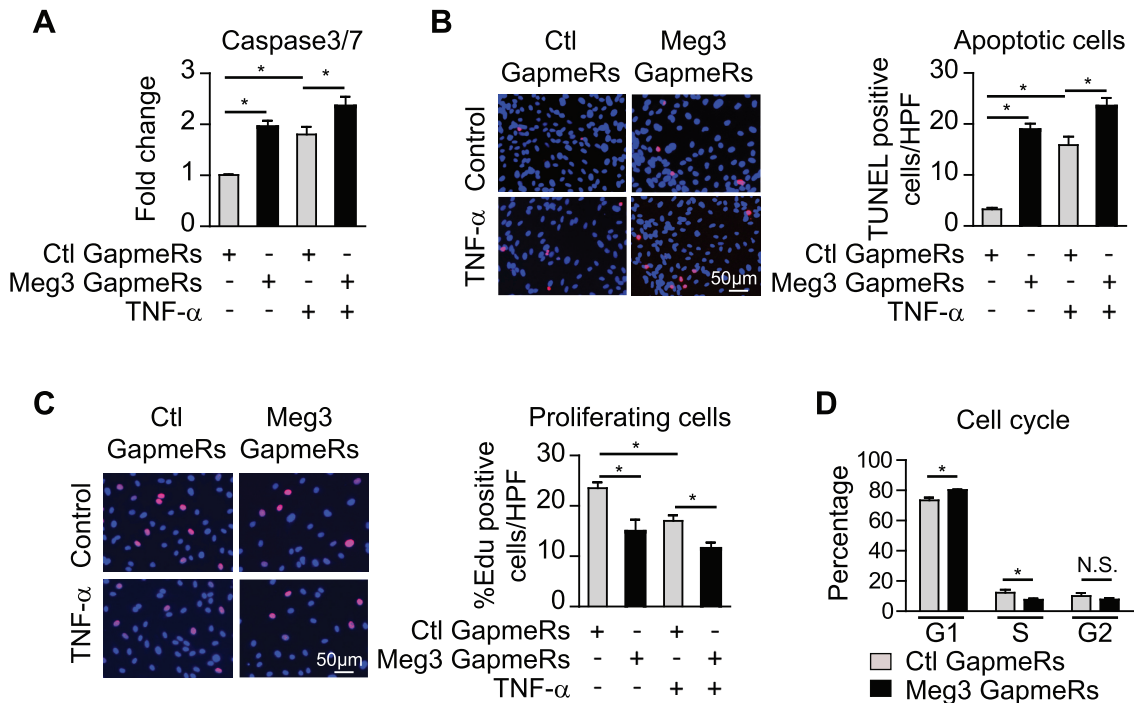 A
Caspase3/7
Fold change
3
2
1
0
*
*
*
Ctl GapmeRs + - + -
Meg3 GapmeRs - + - +
TNF-α - - + +
B
Ctl GapmeRs
Meg3 GapmeRs
Control
TNF-α
50µm
Apoptotic cells
TUNEL positive cells/HPF
30
20
10
0
*
*
*
Ctl GapmeRs + - + -
Meg3 GapmeRs - + - +
TNF-α - - + +
C
Ctl GapmeRs
Meg3 GapmeRs
Control
TNF-α
50µm
Proliferating cells
%Edu positive cells/HPF
30
20
10
0
*
*
*
Ctl GapmeRs + - + -
Meg3 GapmeRs - + - +
TNF-α - - + +
D
Cell cycle
Percentage
100
80
60
40
20
0
*
*
N.S.
G1 S G2
Ctl GapmeRs
Meg3 GapmeRs